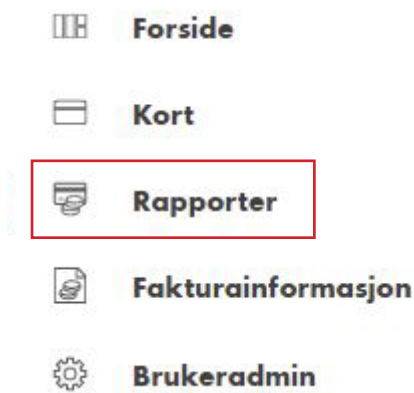 Forside
Kort
Rapporter
Fakturainformasjon
Brukeradmin